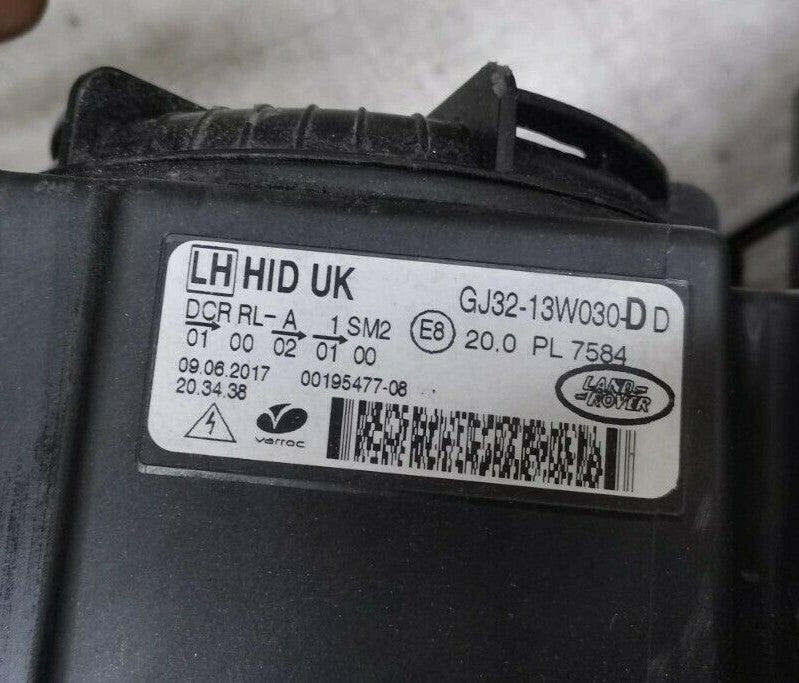 LH HID UK
GJ32-13W030-D D
DCR RL- A 1 SM2
01 00 02 01 00
E8 20.0 PL 7584
09.06.2017 00195477-08
20.34.38
LAND-
-ROVER
varroc